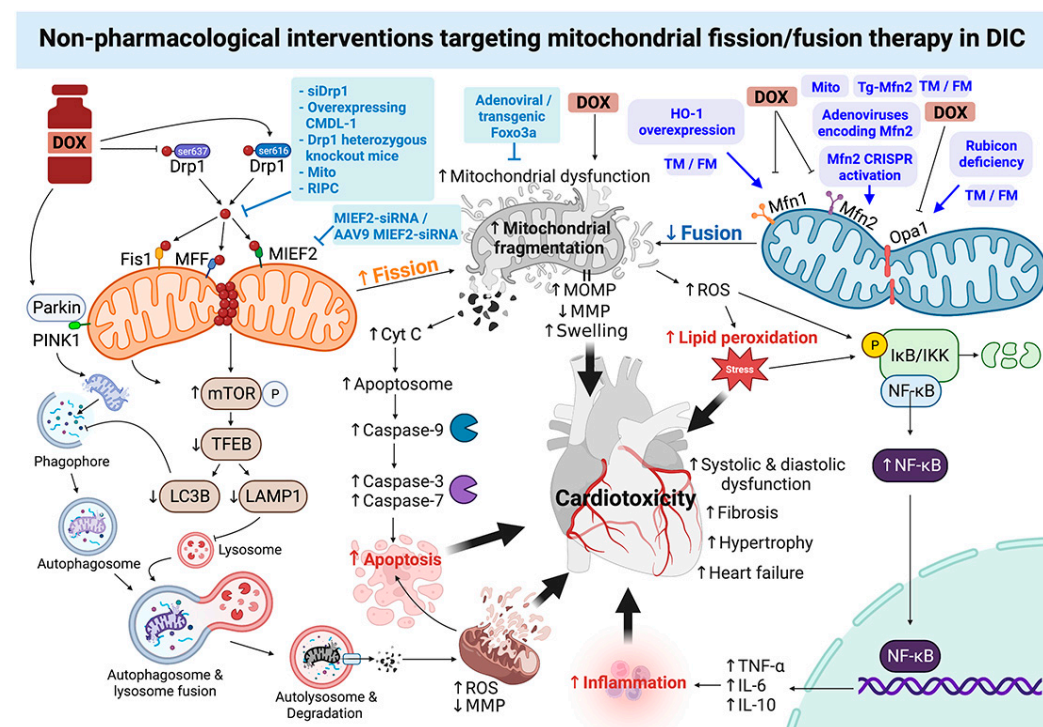 Non-pharmacological interventions targeting mitochondrial fission/fusion therapy in DIC
DOX
ser637
Drp1
ser616
Drp1
- siDrp1
- Overexpressing
CMDL-1
- Drp1 heterozygous
knockout mice
- Mito
- RIPC
MIEF2-siRNA /
AAV9 MIEF2-siRNA
Fis1
MFF
MIEF2
Parkin
PINK1
↑ Fission
Adenoviral /
transgenic
Foxo3a
DOX
↑ Mitochondrial dysfunction
↑ Mitochondrial
fragmentation
=
↑ MOMP
↓ MMP
↑ Swelling
HO-1
overexpression
TM / FM
DOX
Mito
Tg-Mfn2
TM / FM
Adenoviruses
encoding Mfn2
Mfn2 CRISPR
activation
DOX
Rubicon
deficiency
TM / FM
Mfn1
Mfn2
Opa1
↓ Fusion
↑ ROS
↑ Lipid peroxidation
Stress
P
IκB/IKK
NF-κB
↑ NF-κB
NF-κB
↑ TNF-α
↑ IL-6
↑ IL-10
↑ Inflammation
↑ mTOR
P
↓ TFEB
↓ LC3B
↓ LAMP1
Phagophore
Autophagosome
Lysosome
Autophagosome &
lysosome fusion
Autolysosome &
Degradation
↑ Cyt C
↑ Apoptosome
↑ Caspase-9
↑ Caspase-3
↑ Caspase-7
↑ Apoptosis
↑ ROS
↓ MMP
Cardiotoxicity
↑ Systolic & diastolic
dysfunction
↑ Fibrosis
↑ Hypertrophy
↑ Heart failure